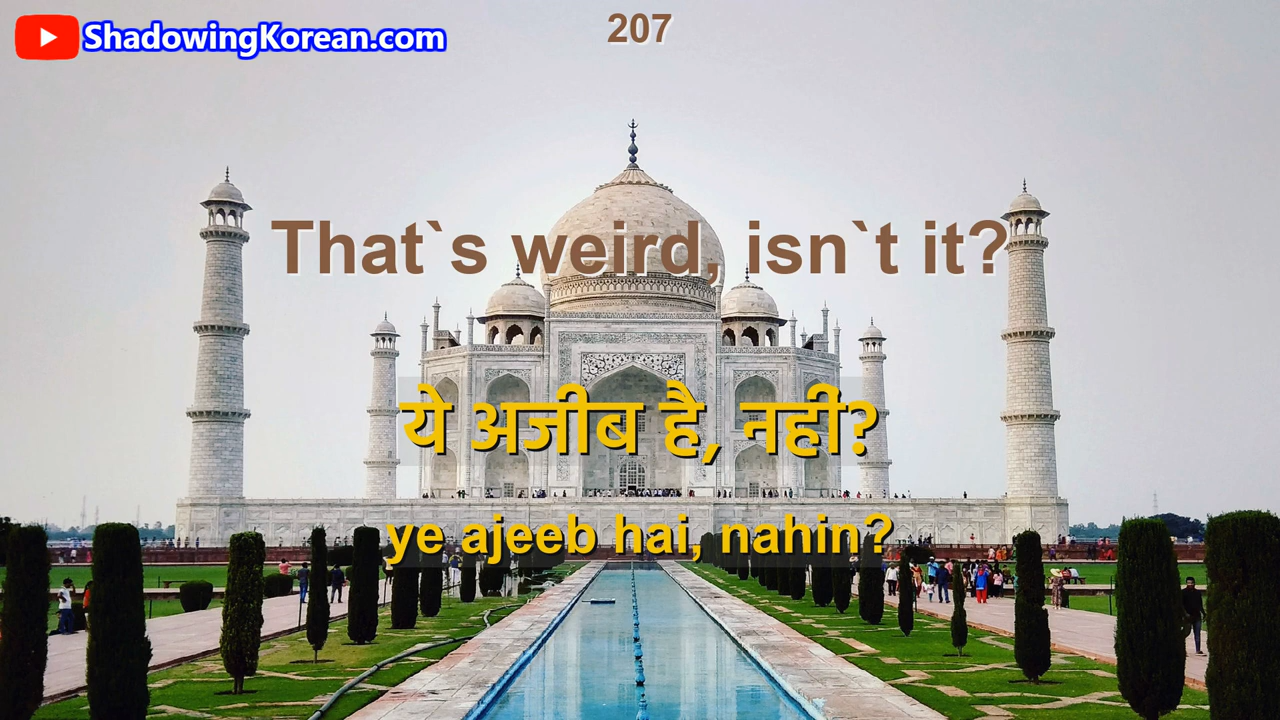 207
ShadowingKorean.com
That`s weird, isn`t it?
ये अजीब है, नहीं?
ye ajeeb hai, nahin?